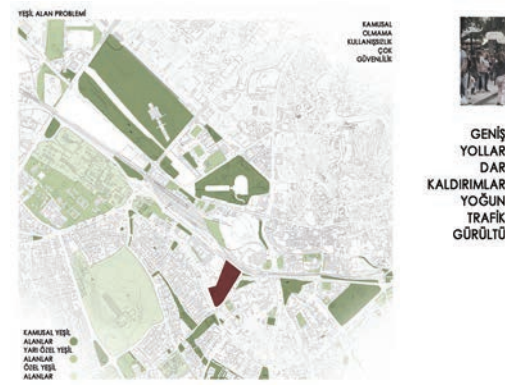 YEŞİL ALAN PROBLEMİ
KAMUSAL
OLMAMA
KULLANIŞSIZLIK
ÇOK
GÜVENLİLİK
GENİŞ
YOLLAR
DAR
KALDIRIMLAR
YOĞUN
TRAFİK
GÜRÜLTÜ
KAMUSAL YEŞİL
ALANLAR
YARI ÖZEL YEŞİL
ALANLAR
ÖZEL YEŞİL
ALANLAR